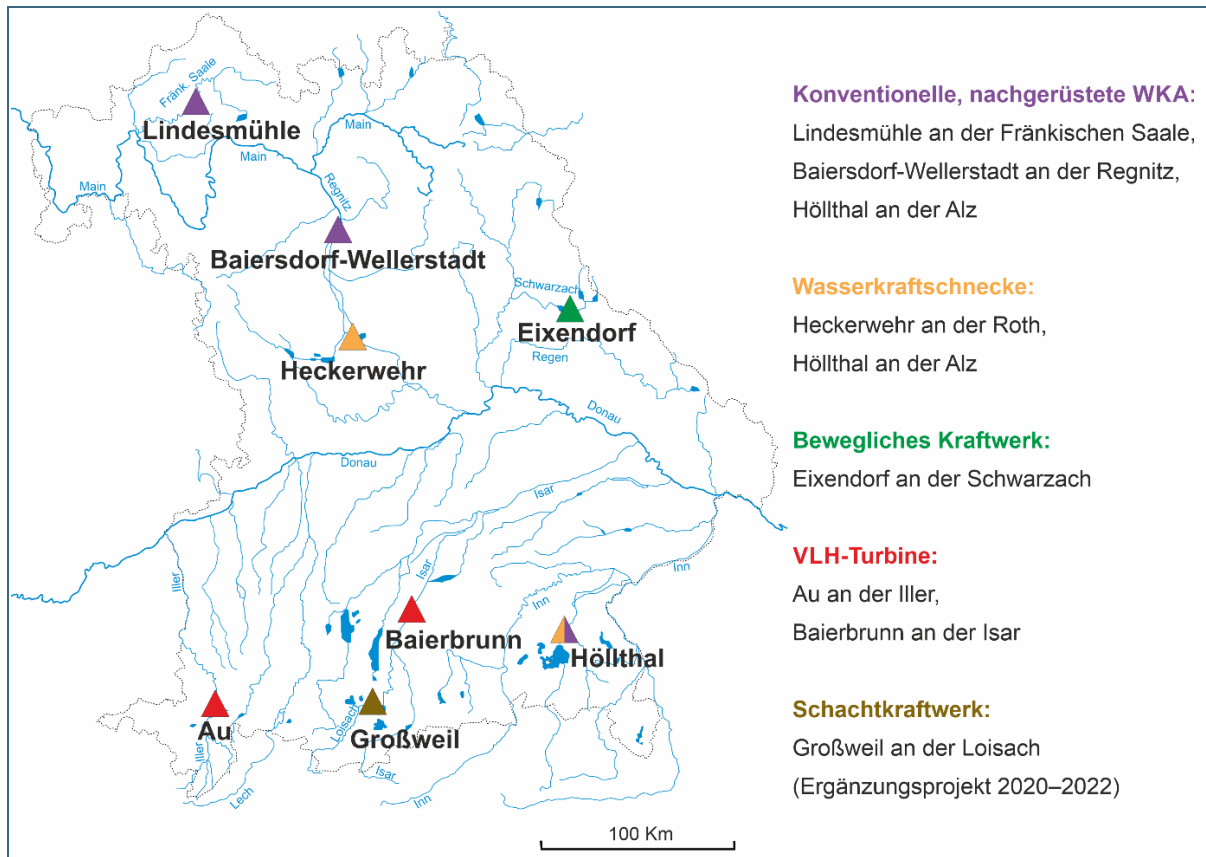 Fränk. Saale
Lindesmühle
Main
Main
Main
Regnitz
Baiersdorf-Wellerstadt
Schwarzach
Eixendorf
Regen
Heckerwehr
Donau
Donau
Isar
Iller
Isar
Inn
Inn
Baierbrunn
Höllthal
Au
Loisach
Großweil
Iller
Isar
Lech
Inn
100 Km
Konventionelle, nachgerüstete WKA:
Lindesmühle an der Fränkischen Saale,
Baiersdorf-Wellerstadt an der Regnitz,
Höllthal an der Alz
Wasserkraftschnecke:
Heckerwehr an der Roth,
Höllthal an der Alz
Bewegliches Kraftwerk:
Eixendorf an der Schwarzach
VLH-Turbine:
Au an der Iller,
Baierbrunn an der Isar
Schachtkraftwerk:
Großweil an der Loisach
(Ergänzungsprojekt 2020–2022)